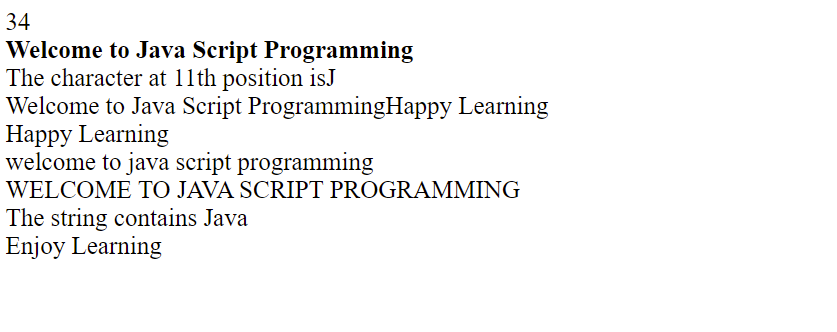 34
Welcome to Java Script Programming
The character at 11th position isJ
Welcome to Java Script ProgrammingHappy Learning
Happy Learning
welcome to java script programming
WELCOME TO JAVA SCRIPT PROGRAMMING
The string contains Java
Enjoy Learning